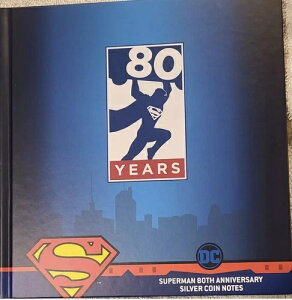 80
YEARS
DC
SUPERMAN 80TH ANNIVERSARY
SILVER COIN NOTES